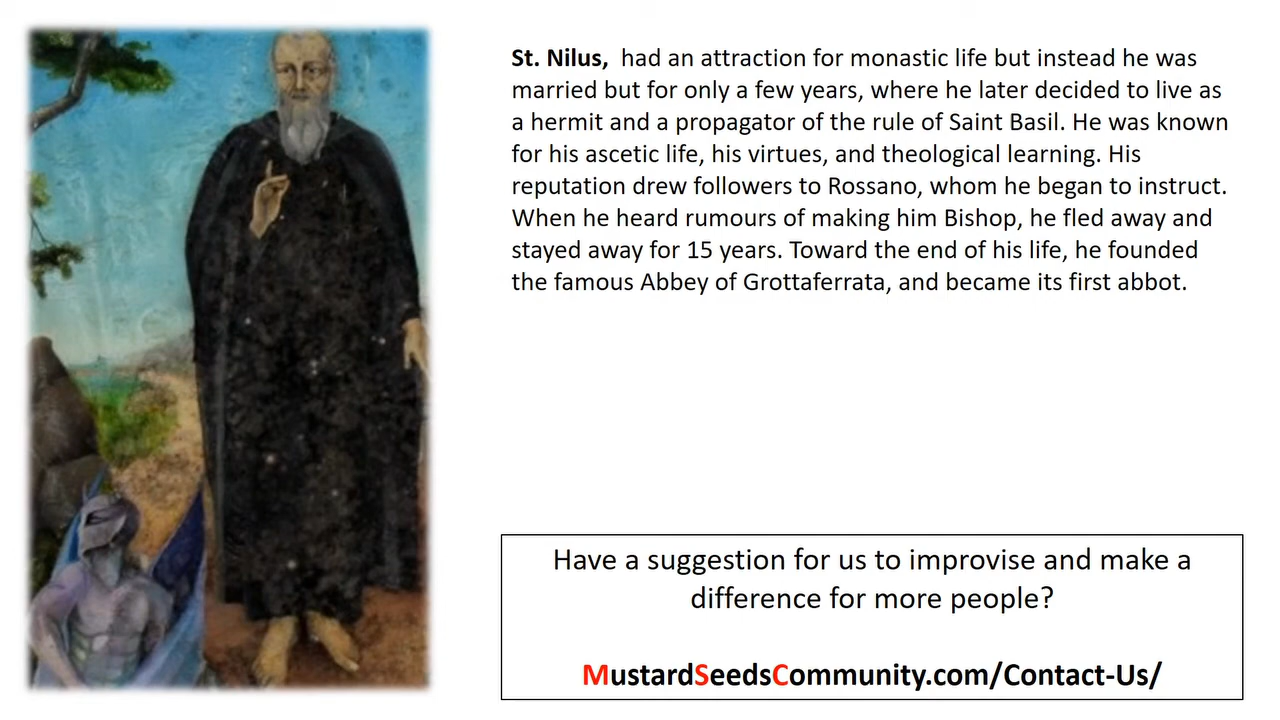 St. Nilus, had an attraction for monastic life but instead he was
married but for only a few years, where he later decided to live as
a hermit and a propagator of the rule of Saint Basil. He was known
for his ascetic life, his virtues, and theological learning. His
reputation drew followers to Rossano, whom he began to instruct.
When he heard rumours of making him Bishop, he fled away and
stayed away for 15 years. Toward the end of his life, he founded
the famous Abbey of Grottaferrata, and became its first abbot.
Have a suggestion for us to improvise and make a
difference for more people?
MustardSeedsCommunity.com/Contact-Us/